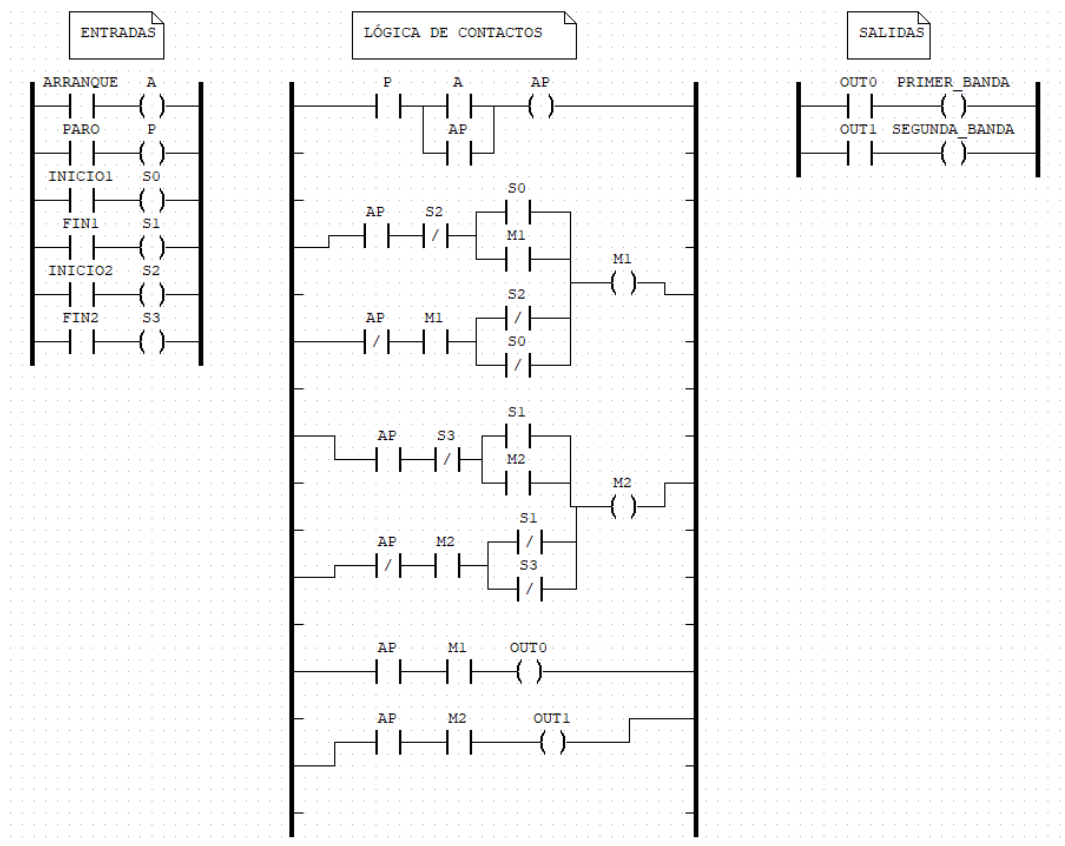 ENTRADAS
ARRANQUE A
PARO P
INICIO1 S0
FIN1 S1
INICIO2 S2
FIN2 S3
LÓGICA DE CONTACTOS
P A AP
AP
S0
AP S2
M1
M1
S2
AP M1
S0
S1
AP S3
M2
M2
S1
AP M2
S3
AP M1 OUT0
AP M2 OUT1
SALIDAS
OUT0 PRIMER_BANDA
OUT1 SEGUNDA_BANDA